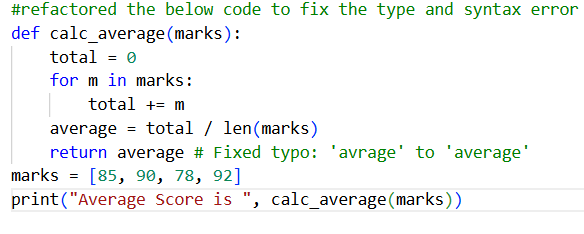 #refactored the below code to fix the type and syntax error
def calc_average(marks):
    total = 0
    for m in marks:
        total += m
    average = total / len(marks)
    return average # Fixed typo: 'avrage' to 'average'
marks = [85, 90, 78, 92]
print("Average Score is ", calc_average(marks))